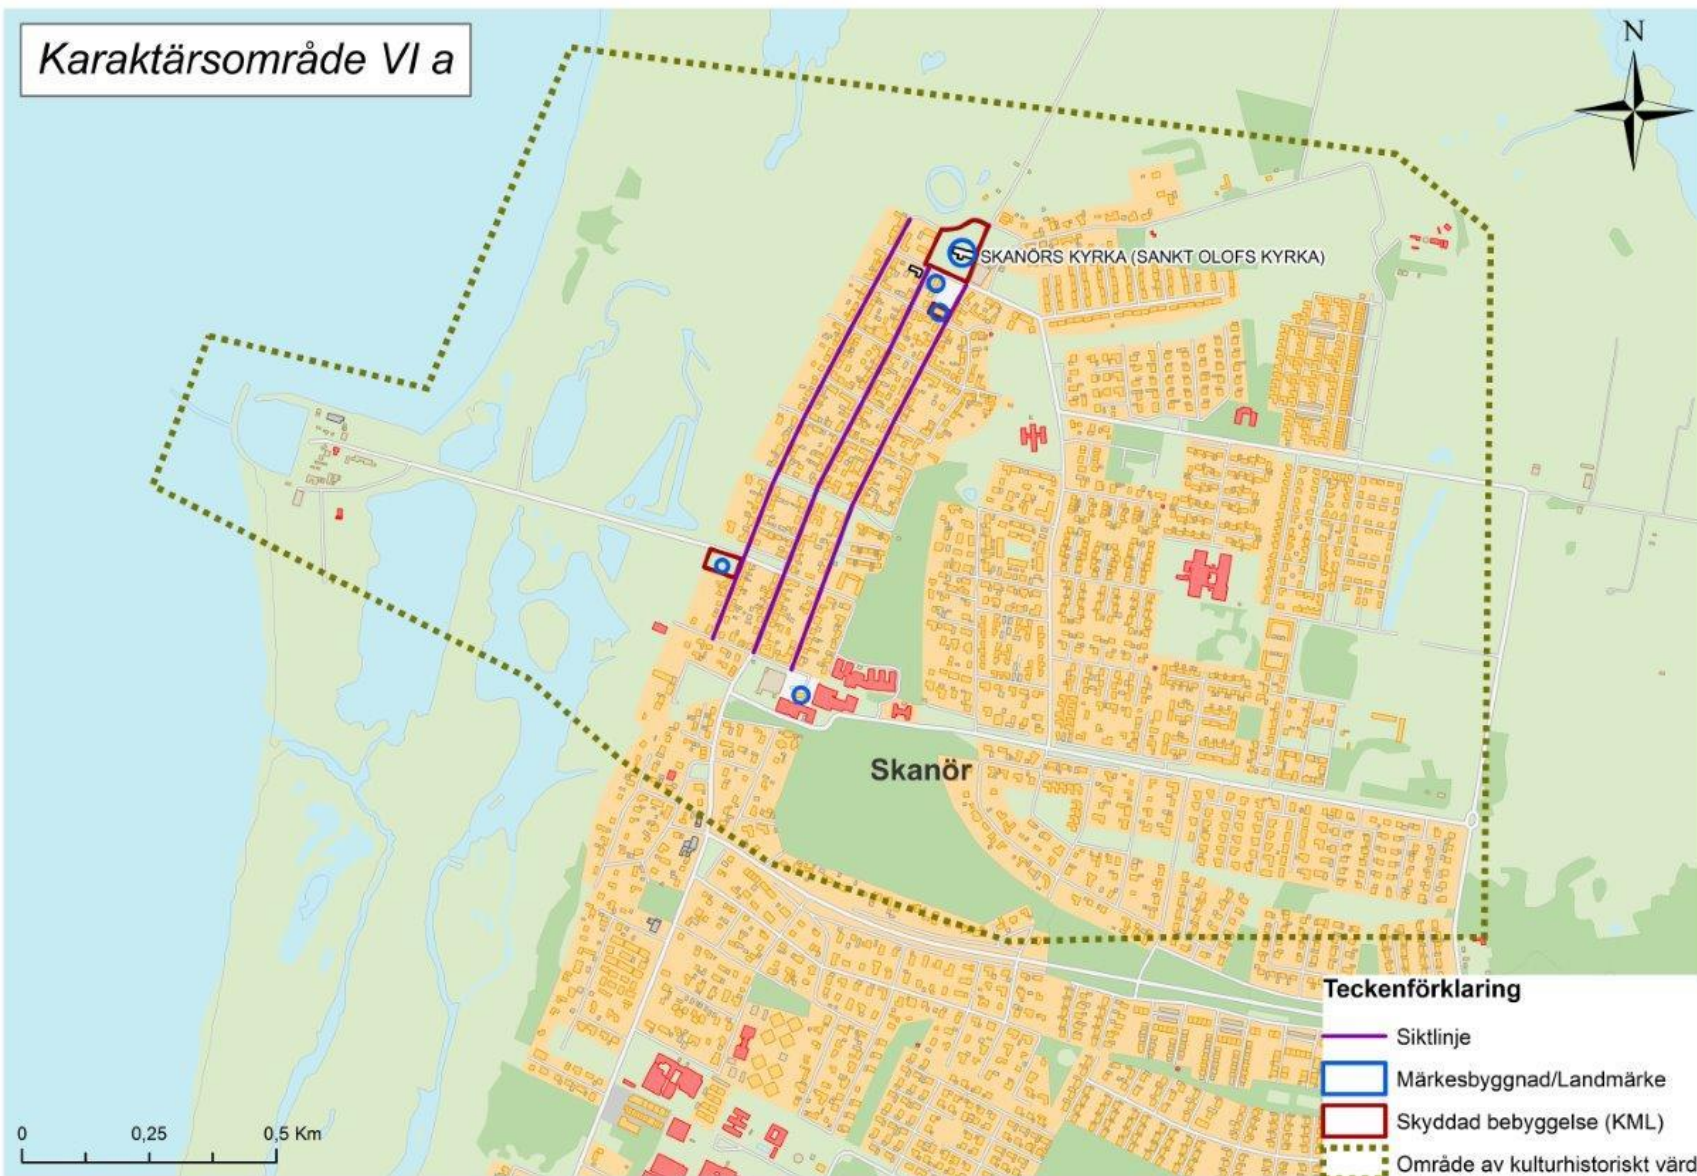 Karaktärsområde VI a
N
SKANÖRS KYRKA (SANKT OLOFS KYRKA)
Skanör
Teckenförklaring
Siktlinje
Märkesbyggnad/Landmärke
Skyddad bebyggelse (KML)
Område av kulturhistoriskt värd
0 0,25 0,5 Km